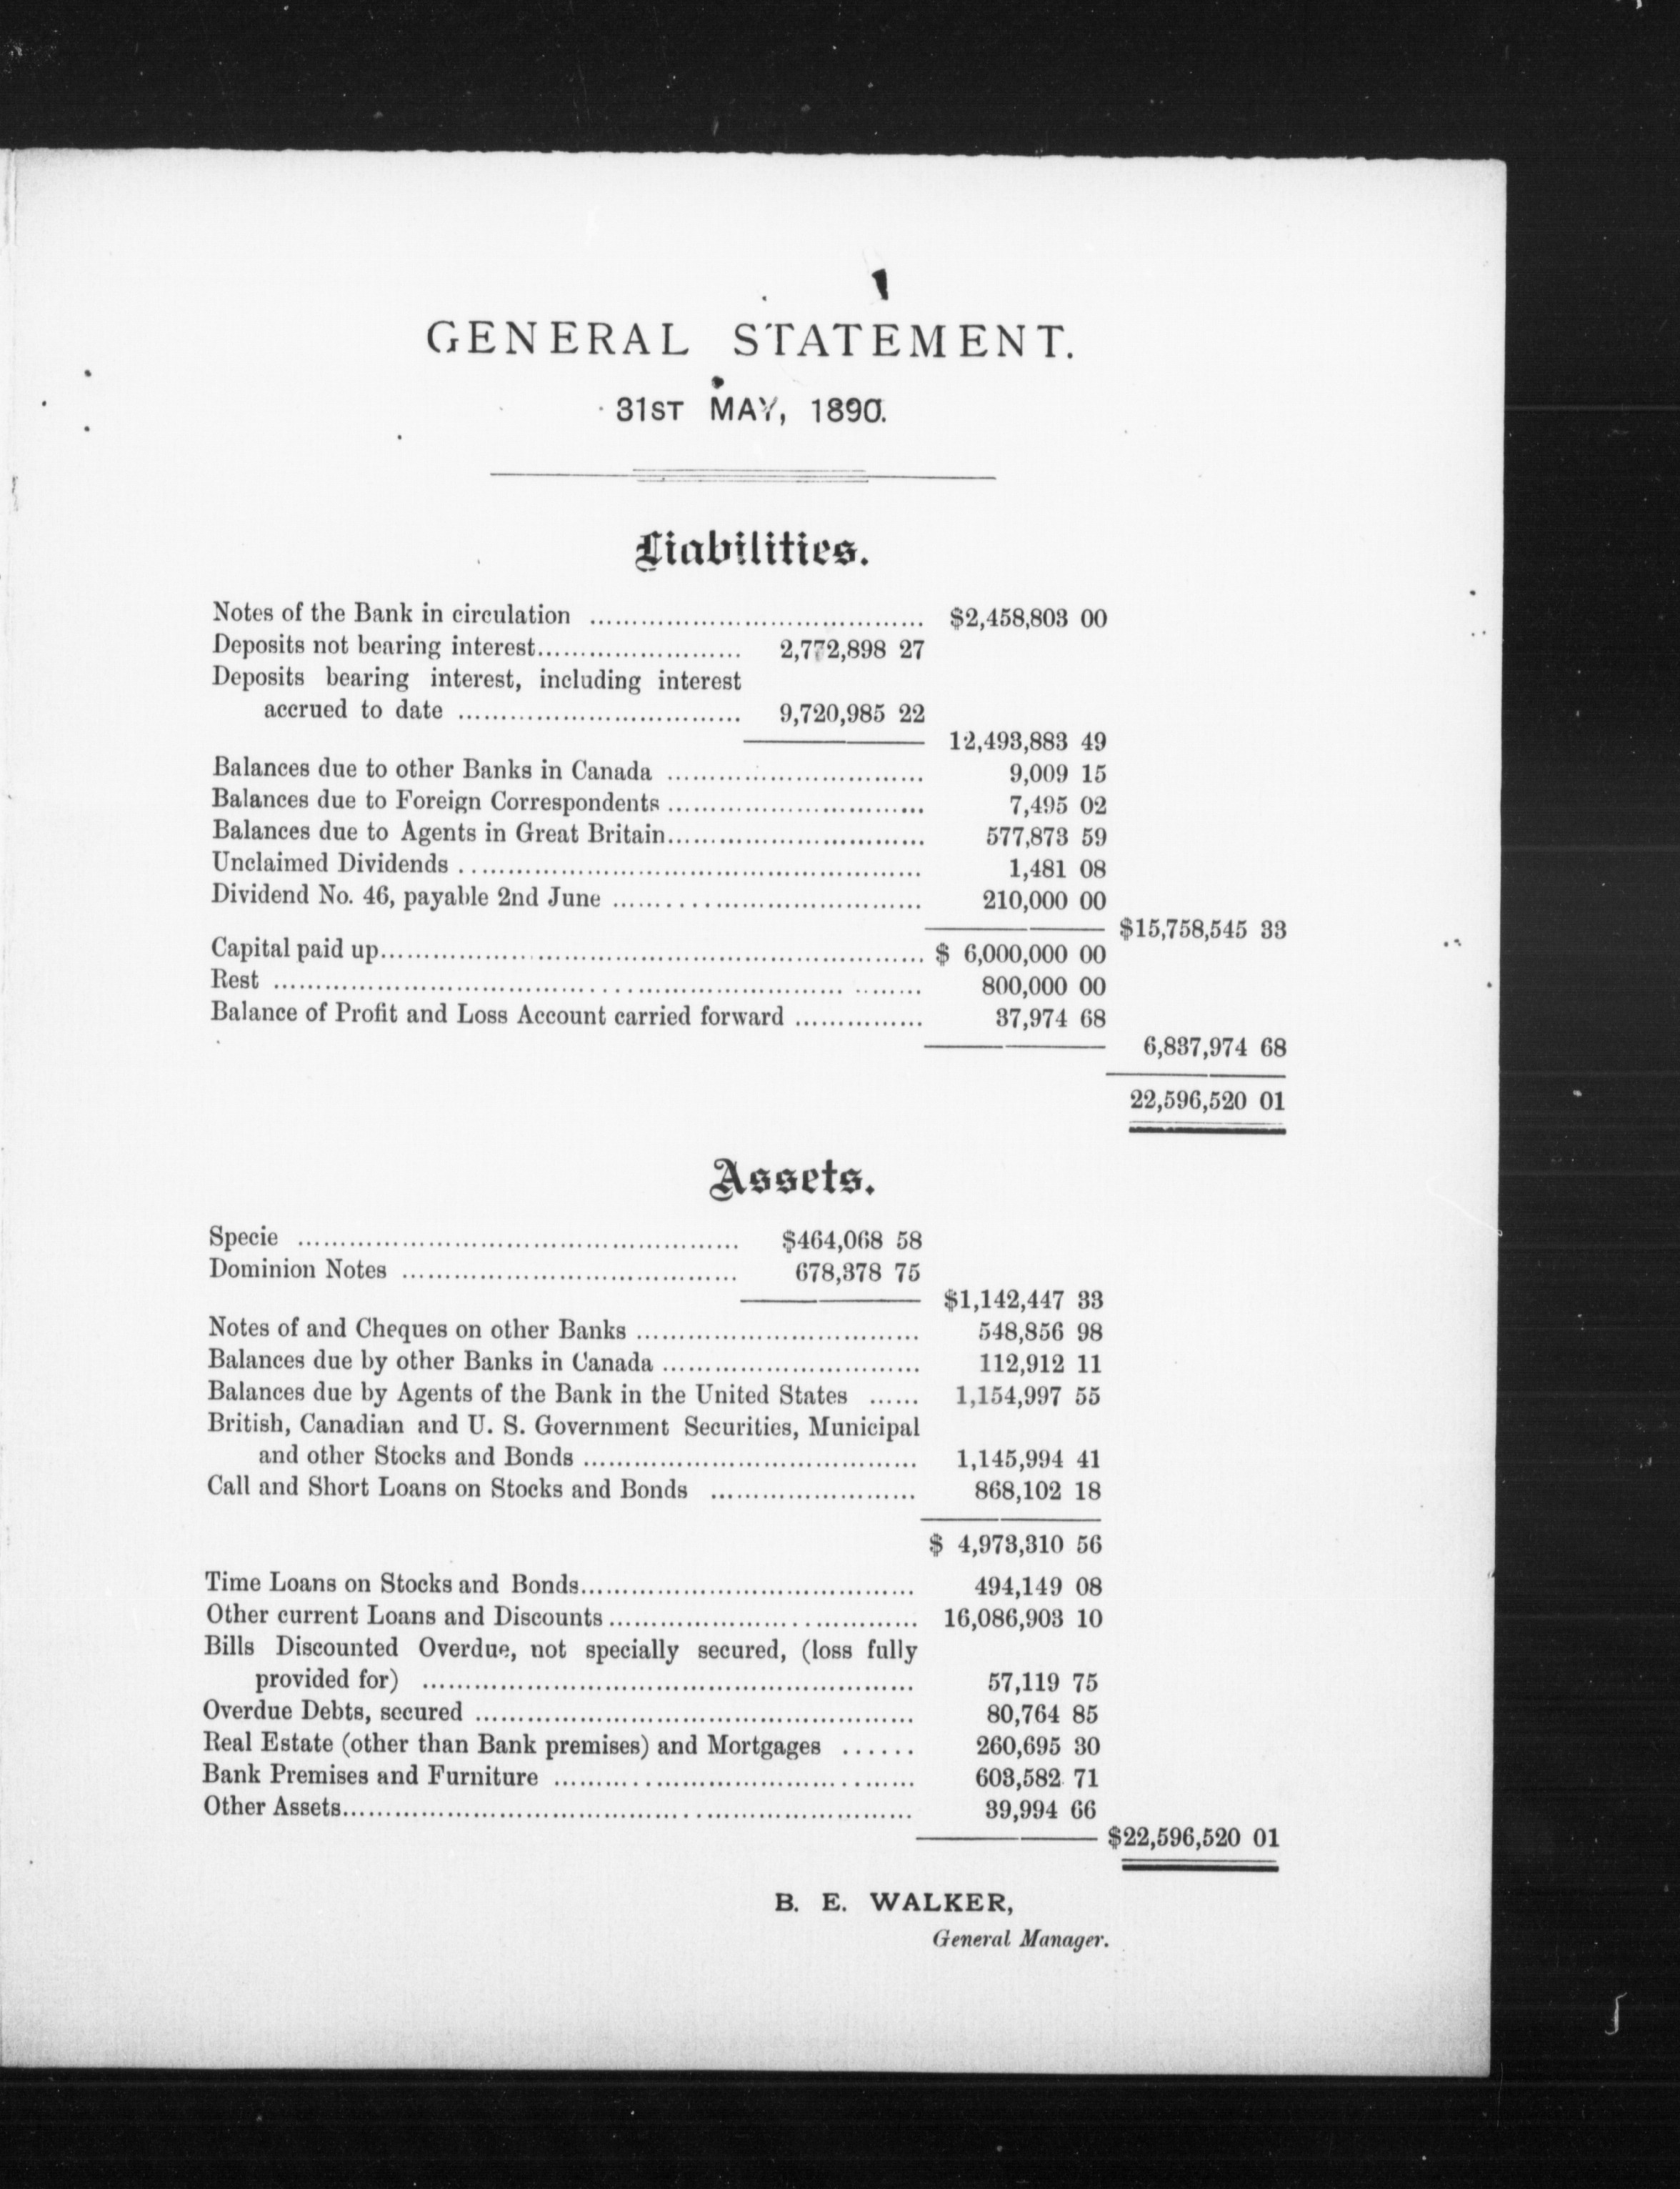 GENERAL STATEMENT.
31ST MAY, 1890.
Liabilities.
Notes of the Bank in circulation ........................................ $2,458,803 00
Deposits not bearing interest........................ 2,772,898 27
Deposits bearing interest, including interest
accrued to date .................................. 9,720,985 22
12,493,883 49
Balances due to other Banks in Canada ............................... 9,009 15
Balances due to Foreign Correspondents ............................... 7,495 02
Balances due to Agents in Great Britain............................... 577,873 59
Unclaimed Dividends ........................................................ 1,481 08
Dividend No. 46, payable 2nd June ..................................... 210,000 00
$15,758,545 33
Capital paid up................................................................. $ 6,000,000 00
Rest .............................................................................. 800,000 00
Balance of Profit and Loss Account carried forward ............... 37,974 68
6,837,974 68
22,596,520 01
Assets.
Specie ..................................................... $464,068 58
Dominion Notes ........................................ 678,378 75
$1,142,447 33
Notes of and Cheques on other Banks .................................. 548,856 98
Balances due by other Banks in Canada ............................... 112,912 11
Balances due by Agents of the Bank in the United States ...... 1,154,997 55
British, Canadian and U. S. Government Securities, Municipal
and other Stocks and Bonds ........................................ 1,145,994 41
Call and Short Loans on Stocks and Bonds ......................... 868,102 18
$ 4,973,310 56
Time Loans on Stocks and Bonds........................................ 494,149 08
Other current Loans and Discounts..................................... 16,086,903 10
Bills Discounted Overdue, not specially secured, (loss fully
provided for) ........................................................... 57,119 75
Overdue Debts, secured ..................................................... 80,764 85
Real Estate (other than Bank premises) and Mortgages ...... 260,695 30
Bank Premises and Furniture ........................................... 603,582 71
Other Assets.................................................................... 39,994 66
$22,596,520 01
B. E. WALKER,
General Manager.